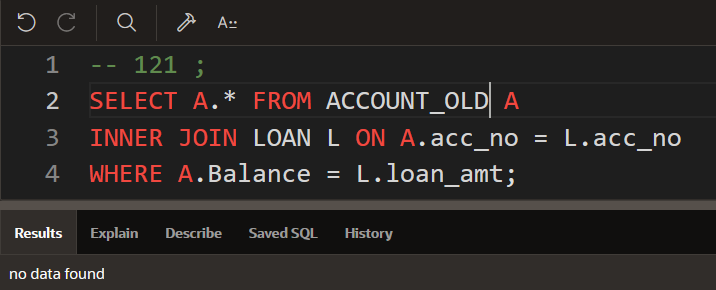 A::
1 -- 121 ;
2 SELECT A.* FROM ACCOUNT_OLD A
3 INNER JOIN LOAN L ON A.acc_no = L.acc_no
4 WHERE A.Balance = L.loan_amt;
Results Explain Describe Saved SQL History
no data found